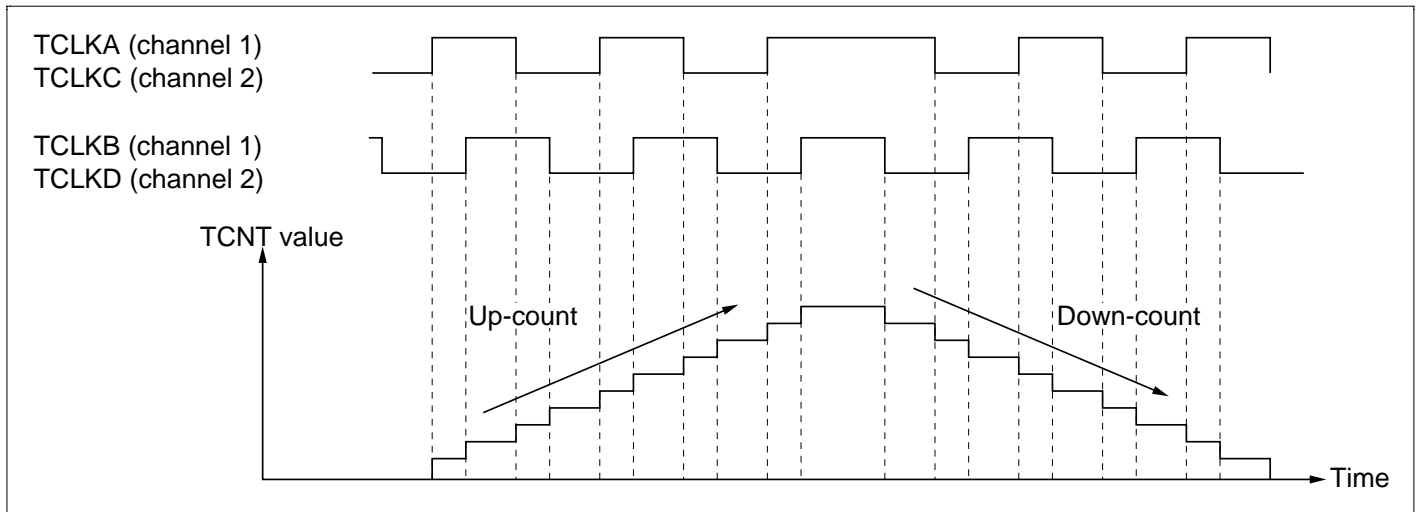 TCLKA (channel 1)
TCLKC (channel 2)
TCLKB (channel 1)
TCLKD (channel 2)
TCNT value
Up-count
Down-count
Time